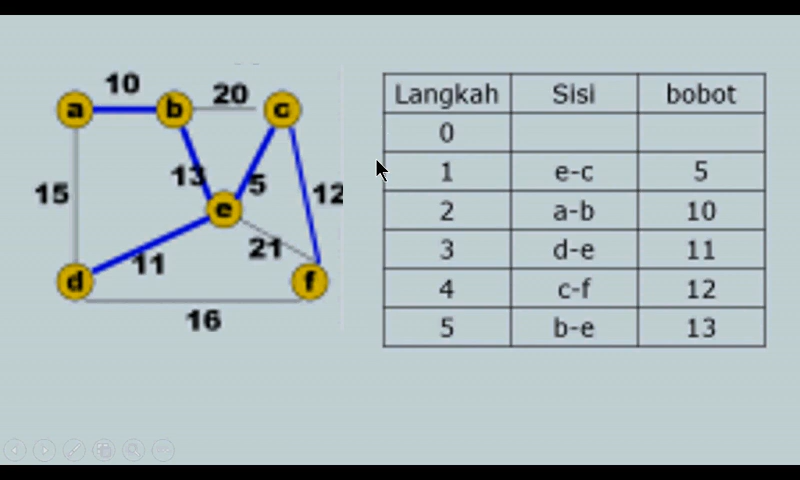 10
a b 20 c
15 13 5 12
e
11 21
d f
16
Langkah Sisi bobot
0
1 e-c 5
2 a-b 10
3 d-e 11
4 c-f 12
5 b-e 13